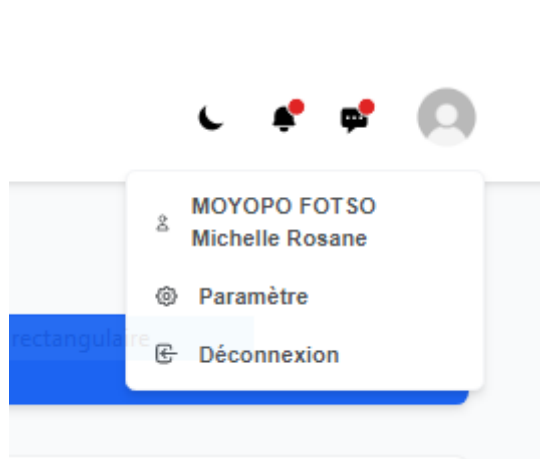 MOYOPO FOTSO
Michelle Rosane
Paramètre
rectangulaire
Déconnexion